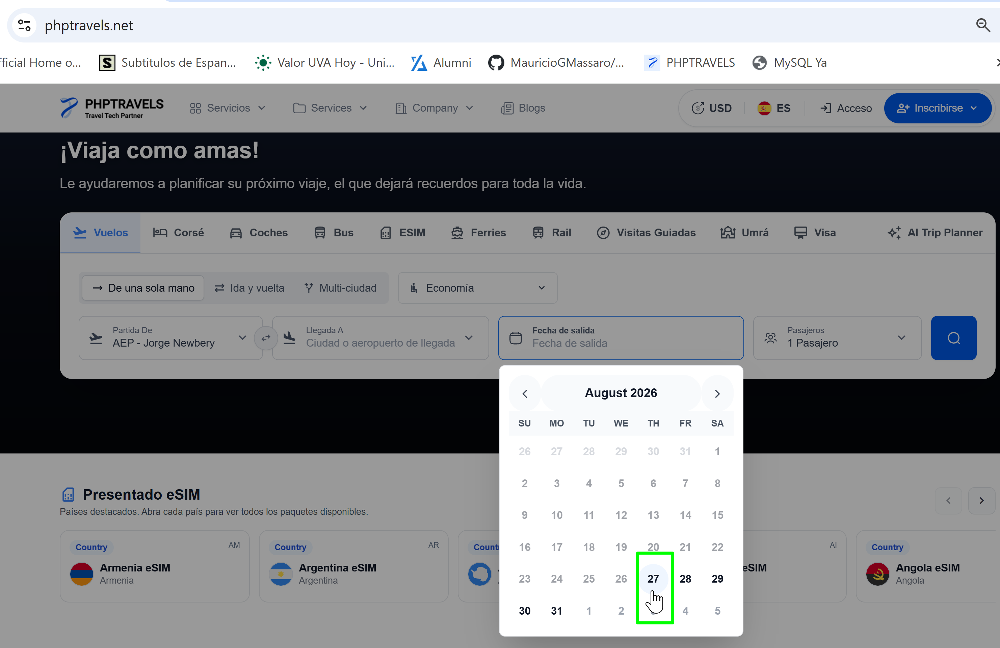 phptravels.net
fficial Home o...
Subtitulos de Espan...
Valor UVA Hoy - Uni...
Alumni
MauricioGMassaro/...
PHPTRAVELS
MySQL Ya
PHPTRAVELS
Travel Tech Partner
Servicios
Services
Company
Blogs
USD
ES
Acceso
Inscribirse
¡Viaja como amas!
Le ayudaremos a planificar su próximo viaje, el que dejará recuerdos para toda la vida.
Vuelos
Corsé
Coches
Bus
ESIM
Ferries
Rail
Visitas Guiadas
Umrá
Visa
AI Trip Planner
De una sola mano
Ida y vuelta
Multi-ciudad
Economía
Partida De
AEP - Jorge Newbery
Llegada A
Ciudad o aeropuerto de llegada
Fecha de salida
Fecha de salida
Pasajeros
1 Pasajero
August 2026
SU MO TU WE TH FR SA
26 27 28 29 30 31 1
2 3 4 5 6 7 8
9 10 11 12 13 14 15
16 17 18 19 20 21 22
23 24 25 26 27 28 29
30 31 1 2 4 5
Presentado eSIM
Países destacados. Abra cada país para ver todos los paquetes disponibles.
Country
AM
Armenia eSIM
Armenia
Country
AR
Argentina eSIM
Argentina
Count
AI
eSIM
Country
Angola eSIM
Angola